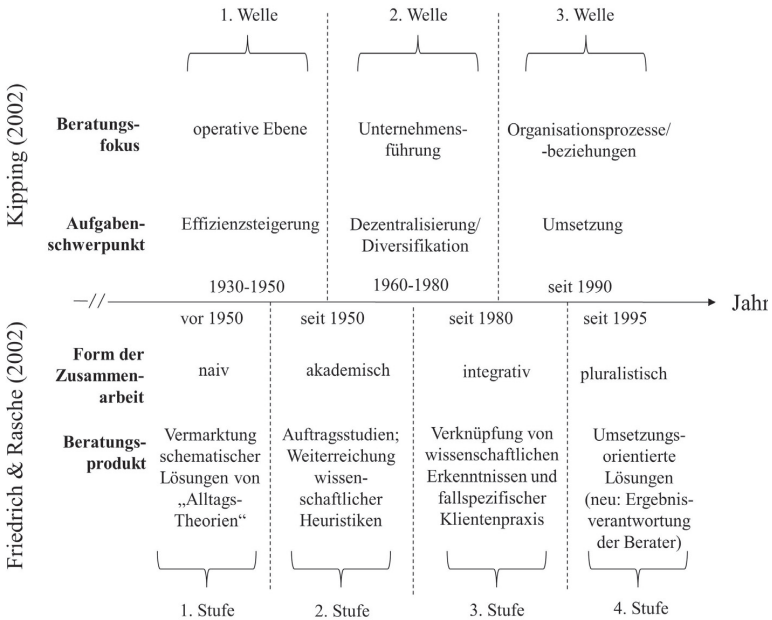 1. Welle
2. Welle
3. Welle
Kipping (2002)
Beratungs-
fokus
operative Ebene
Unternehmens-
führung
Organisationsprozesse/
-beziehungen
Aufgaben-
schwerpunkt
Effizienzsteigerung
Dezentralisierung/
Diversifikation
Umsetzung
1930-1950
1960-1980
seit 1990
Jahr
vor 1950
seit 1950
seit 1980
seit 1995
Friedrich & Rasche (2002)
Form der
Zusammen-
arbeit
naiv
akademisch
integrativ
pluralistisch
Beratungs-
produkt
Vermarktung
schematischer
Lösungen von
„Alltags-
Theorien“
Auftragsstudien;
Weiterreichung
wissen-
schaftlicher
Heuristiken
Verknüpfung von
wissenschaftlichen
Erkenntnissen und
fallspezifischer
Klientenpraxis
Umsetzungs-
orientierte
Lösungen
(neu: Ergebnis-
verantwortung
der Berater)
1. Stufe
2. Stufe
3. Stufe
4. Stufe